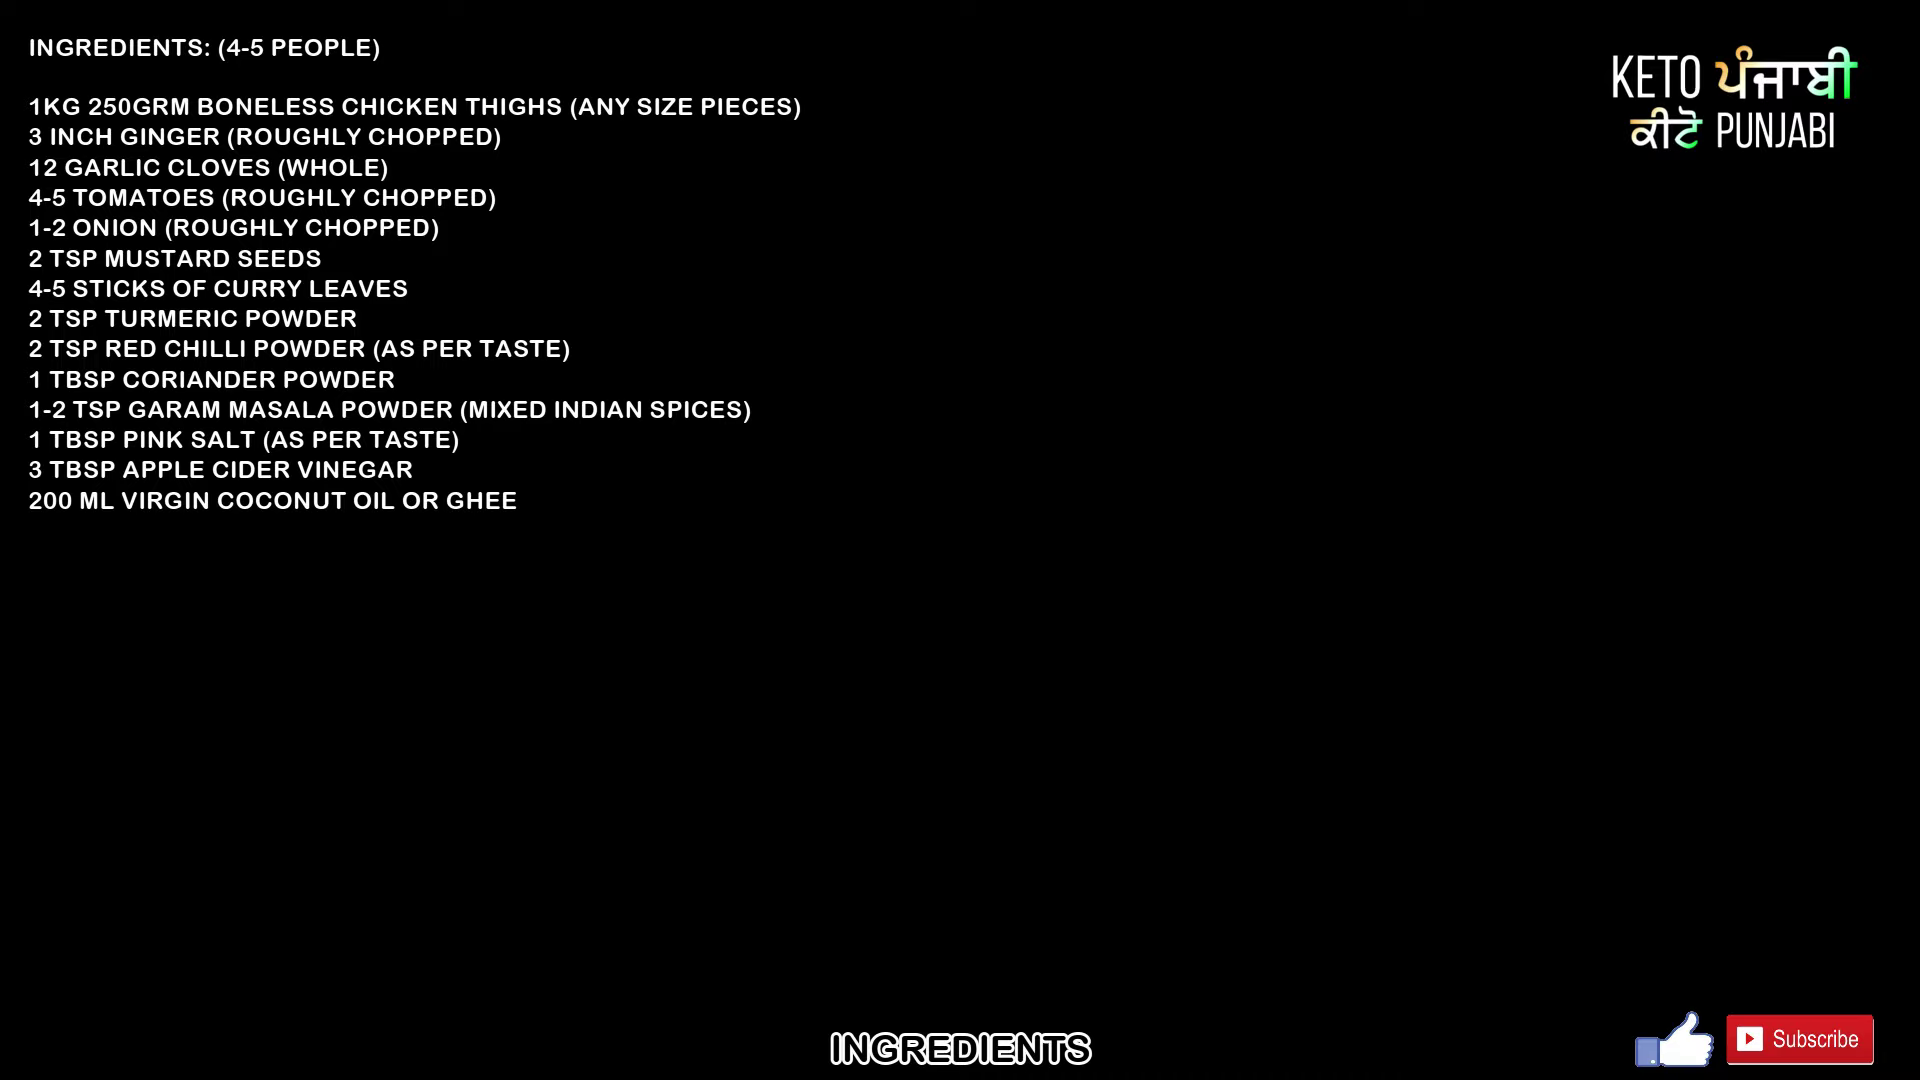 INGREDIENTS: (4-5 PEOPLE)
1KG 250GRM BONELESS CHICKEN THIGHS (ANY SIZE PIECES)
3 INCH GINGER (ROUGHLY CHOPPED)
12 GARLIC CLOVES (WHOLE)
4-5 TOMATOES (ROUGHLY CHOPPED)
1-2 ONION (ROUGHLY CHOPPED)
2 TSP MUSTARD SEEDS
4-5 STICKS OF CURRY LEAVES
2 TSP TURMERIC POWDER
2 TSP RED CHILLI POWDER (AS PER TASTE)
1 TBSP CORIANDER POWDER
1-2 TSP GARAM MASALA POWDER (MIXED INDIAN SPICES)
1 TBSP PINK SALT (AS PER TASTE)
3 TBSP APPLE CIDER VINEGAR
200 ML VIRGIN COCONUT OIL OR GHEE
KETO ਪੰਜਾਬੀ
ਕੀਟੋ PUNJABI
INGREDIENTS
Subscribe